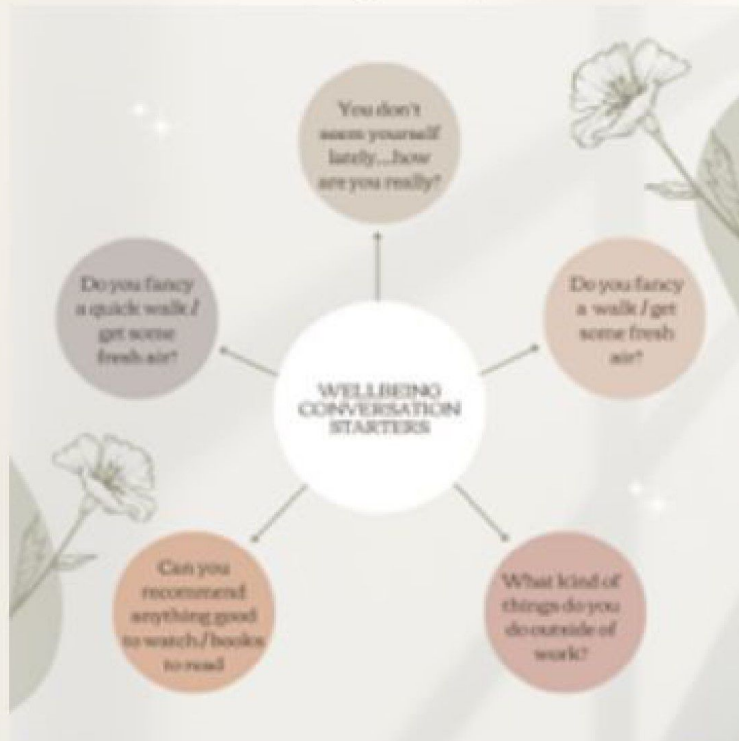 You don't
seem yourself
lately...how
are you really?
Do you fancy
a quick walk /
get some
fresh air?
Do you fancy
a walk / get
some fresh
air?
WELLBEING
CONVERSATION
STARTERS
Can you
recommend
anything good
to watch / books
to read
What kind of
things do you
do outside of
work?